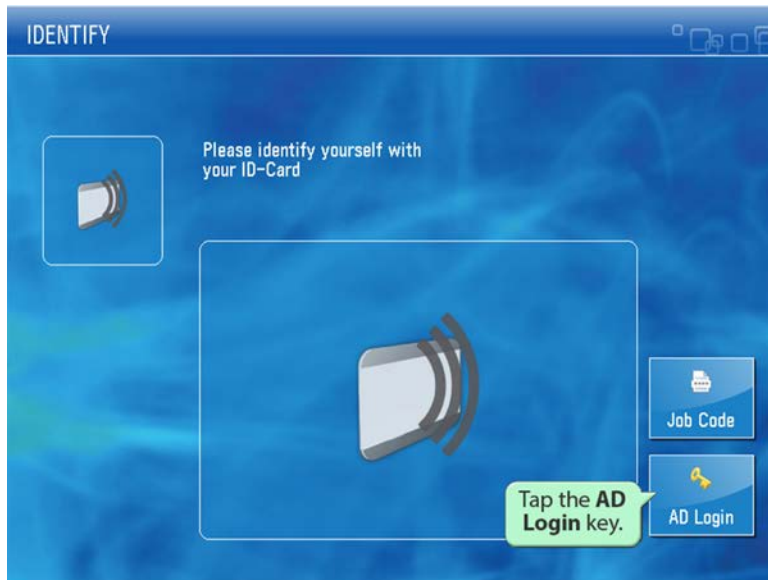 IDENTIFY
Please identify yourself with
your ID-Card
Job Code
Tap the AD
Login key.
AD Login